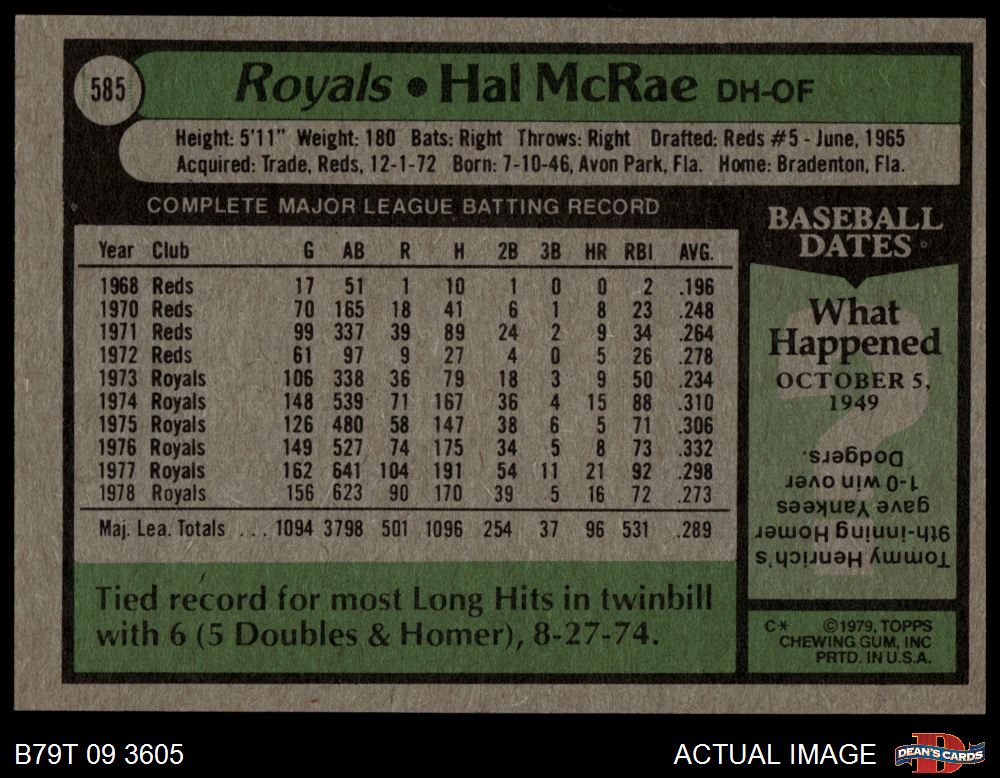 585
Royals • Hal McRae DH-OF
Height: 5'11" Weight: 180 Bats: Right Throws: Right Drafted: Reds #5 - June, 1965
Acquired: Trade, Reds, 12-1-72 Born: 7-10-46, Avon Park, Fla. Home: Bradenton, Fla.
COMPLETE MAJOR LEAGUE BATTING RECORD
Year Club G AB R H 2B 3B HR RBI AVG.
1968 Reds 17 51 1 10 1 0 0 2 .196
1970 Reds 70 165 18 41 6 1 8 23 .248
1971 Reds 99 337 39 89 24 2 9 34 .264
1972 Reds 61 97 9 27 4 0 5 26 .278
1973 Royals 106 338 36 79 18 3 9 50 .234
1974 Royals 148 539 71 167 36 4 15 88 .310
1975 Royals 126 480 58 147 38 6 5 71 .306
1976 Royals 149 527 74 175 34 5 8 73 .332
1977 Royals 162 641 104 191 54 11 21 92 .298
1978 Royals 156 623 90 170 39 5 16 72 .273
Maj. Lea. Totals . . . 1094 3798 501 1096 254 37 96 531 .289
Tied record for most Long Hits in twinbill
with 6 (5 Doubles & Homer), 8-27-74.
BASEBALL
DATES
What
Happened
OCTOBER 5,
1949
Tommy Henrich's
9th-inning Homer
gave Yankees
1-0 win over
Dodgers.
C* ©1979, TOPPS
CHEWING GUM, INC
PRTD. IN U.S.A.
B79T 09 3605
ACTUAL IMAGE
DEAN'S CARDS